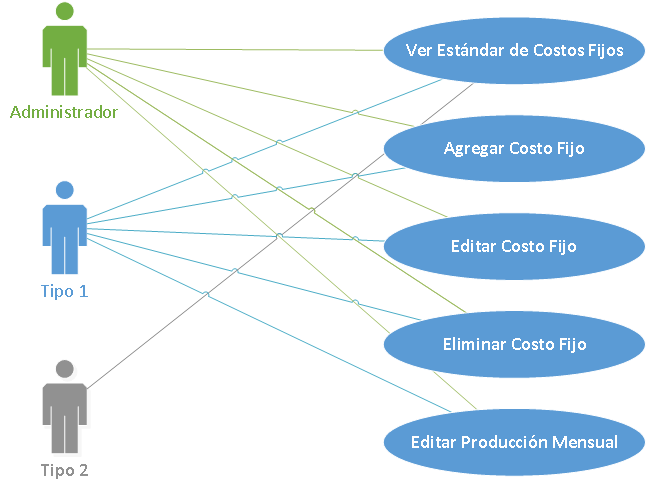 Ver Estándar de Costos Fijos
Administrador
Agregar Costo Fijo
Editar Costo Fijo
Tipo 1
Eliminar Costo Fijo
Editar Producción Mensual
Tipo 2